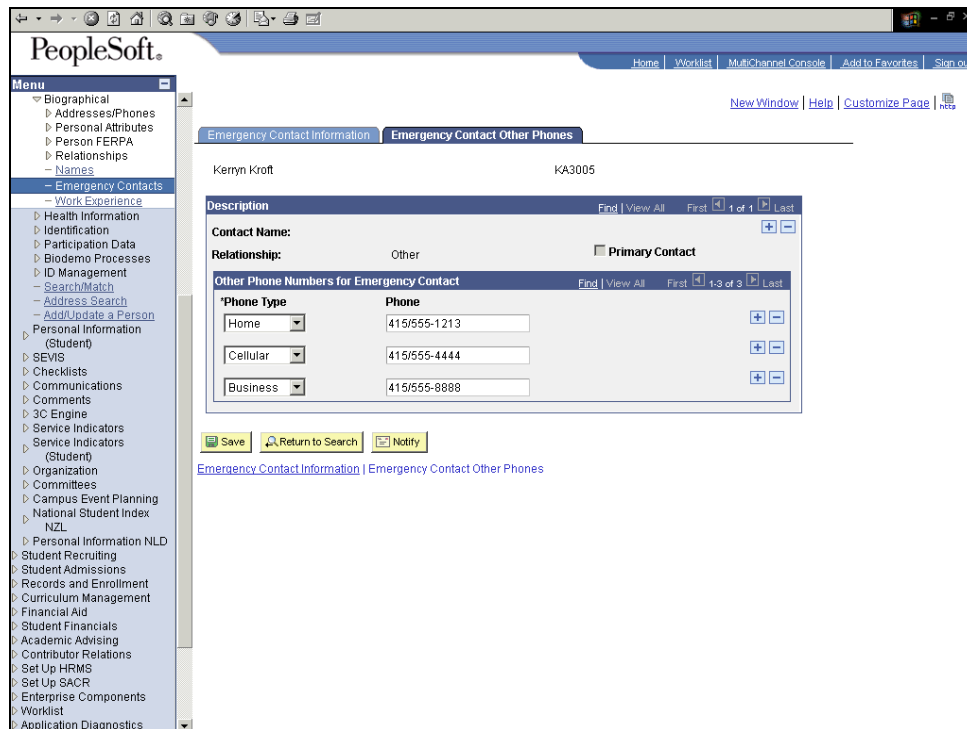 PeopleSoft®
Home | Worklist | MultiChannel Console | Add to Favorites | Sign ou
Menu
Biographical
Addresses/Phones
Personal Attributes
Person FERPA
Relationships
– Names
– Emergency Contacts
– Work Experience
Health Information
Identification
Participation Data
Biodemo Processes
ID Management
– Search/Match
– Address Search
– Add/Update a Person
Personal Information
(Student)
SEVIS
Checklists
Communications
Comments
3C Engine
Service Indicators
Service Indicators
(Student)
Organization
Committees
Campus Event Planning
National Student Index
NZL
Personal Information NLD
Student Recruiting
Student Admissions
Records and Enrollment
Curriculum Management
Financial Aid
Student Financials
Academic Advising
Contributor Relations
Set Up HRMS
Set Up SACR
Enterprise Components
Worklist
Application Diagnostics
New Window | Help | Customize Page | http
Emergency Contact Information Emergency Contact Other Phones
Kerryn Kroft KA3005
Description Find | View All First 1 of 1 Last
Contact Name:
Relationship: Other Primary Contact
Other Phone Numbers for Emergency Contact Find | View All First 1-3 of 3 Last
*Phone Type Phone
Home 415/555-1213
Cellular 415/555-4444
Business 415/555-8888
Save Return to Search Notify
Emergency Contact Information | Emergency Contact Other Phones